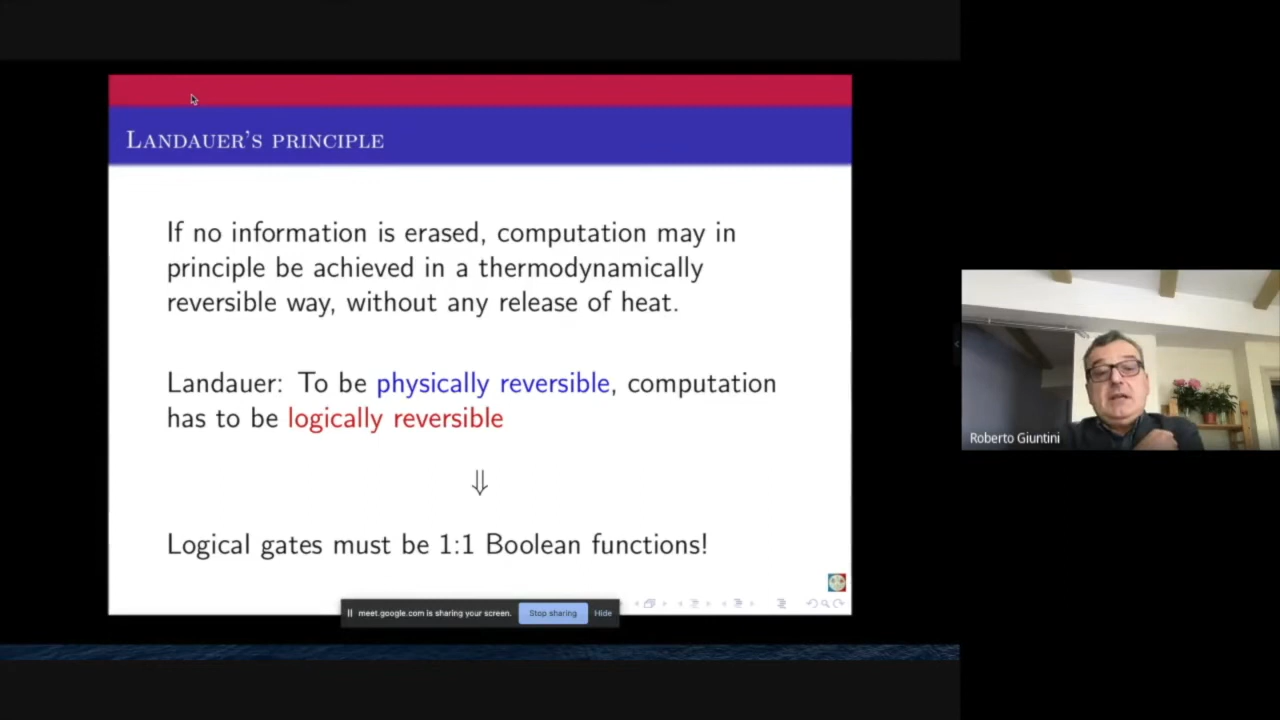 LANDAUER'S PRINCIPLE
If no information is erased, computation may in
principle be achieved in a thermodynamically
reversible way, without any release of heat.
Landauer: To be physically reversible, computation
has to be logically reversible
⇓
Logical gates must be 1:1 Boolean functions!
meet.google.com is sharing your screen. Stop sharing Hide
Roberto Giuntini